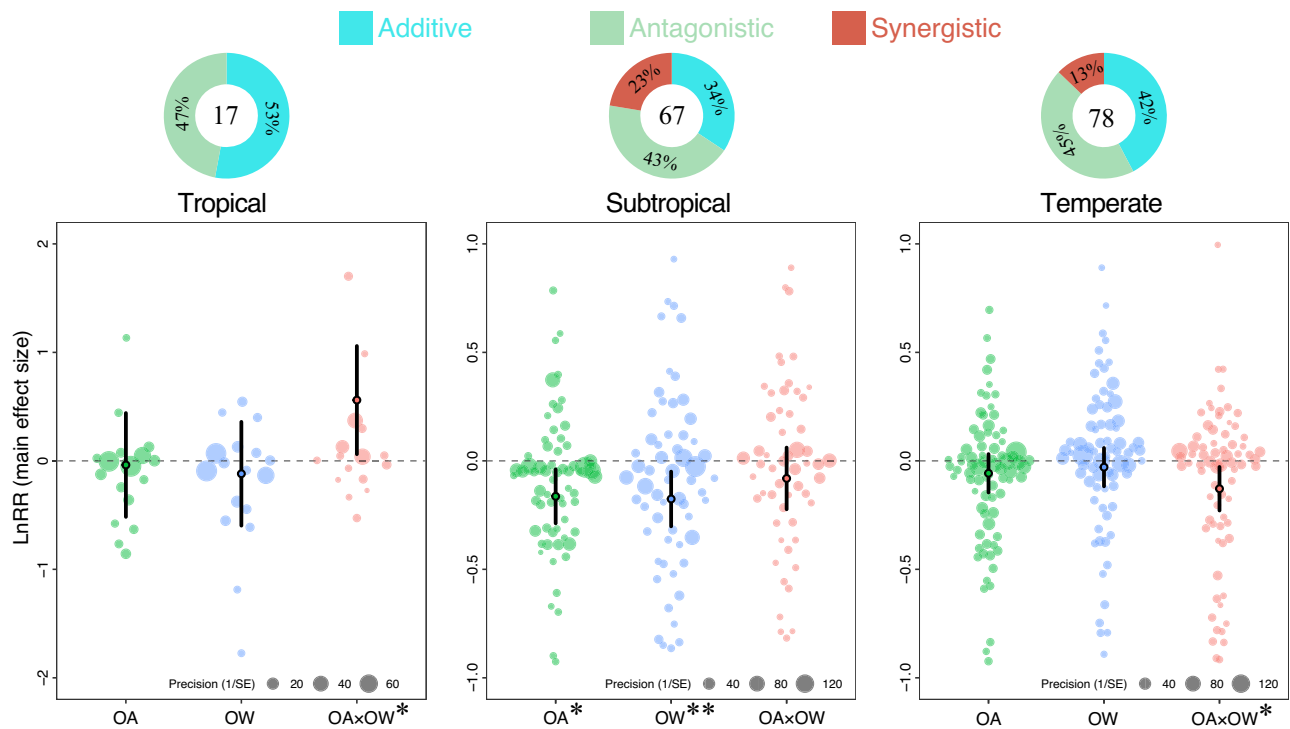 Additive Antagonistic Synergistic
47% 17 53%
23% 67 34%
43%
13% 78 42%
45%
Tropical Subtropical Temperate
LnRR (main effect size)
2
1
0
−1
−2
Precision (1/SE) 20 40 60
OA OW OA×OW*
1.0
0.5
0.0
−0.5
−1.0
Precision (1/SE) 40 80 120
OA* OW** OA×OW
1.0
0.5
0.0
−0.5
−1.0
Precision (1/SE) 40 80 120
OA OW OA×OW*